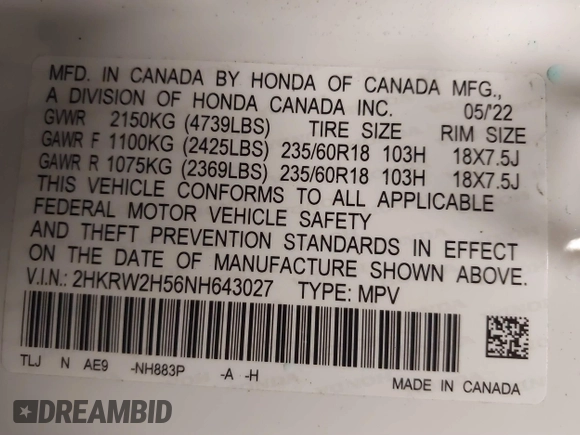 MFD. IN CANADA BY HONDA OF CANADA MFG.,
A DIVISION OF HONDA CANADA INC. 05/22
GVWR 2150KG (4739LBS) TIRE SIZE RIM SIZE
GAWR F 1100KG (2425LBS) 235/60R18 103H 18X7.5J
GAWR R 1075KG (2369LBS) 235/60R18 103H 18X7.5J
THIS VEHICLE CONFORMS TO ALL APPLICABLE
FEDERAL MOTOR VEHICLE SAFETY
AND THEFT PREVENTION STANDARDS IN EFFECT
ON THE DATE OF MANUFACTURE SHOWN ABOVE.
V.I.N.: 2HKRW2H56NH643027 TYPE: MPV
TLJ N AE9 -NH883P -A -H
MADE IN CANADA
DREAMBID